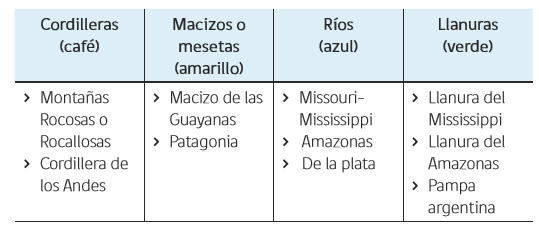 Cordilleras
(café)
Macizos o
mesetas
(amarillo)
Ríos
(azul)
Llanuras
(verde)
› Montañas
Rocosas o
Rocallosas
› Cordillera de
los Andes
› Macizo de las
Guayanas
› Patagonia
› Missouri-
Mississippi
› Amazonas
› De la plata
› Llanura del
Mississippi
› Llanura del
Amazonas
› Pampa
argentina